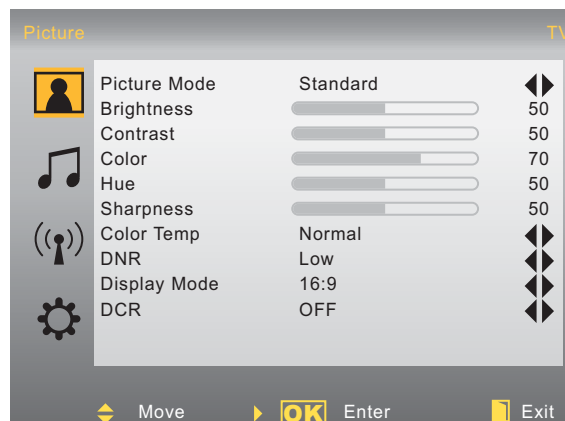 Picture TV
Picture Mode Standard
Brightness 50
Contrast 50
Color 70
Hue 50
Sharpness 50
Color Temp Normal
DNR Low
Display Mode 16:9
DCR OFF
Move OK Enter Exit